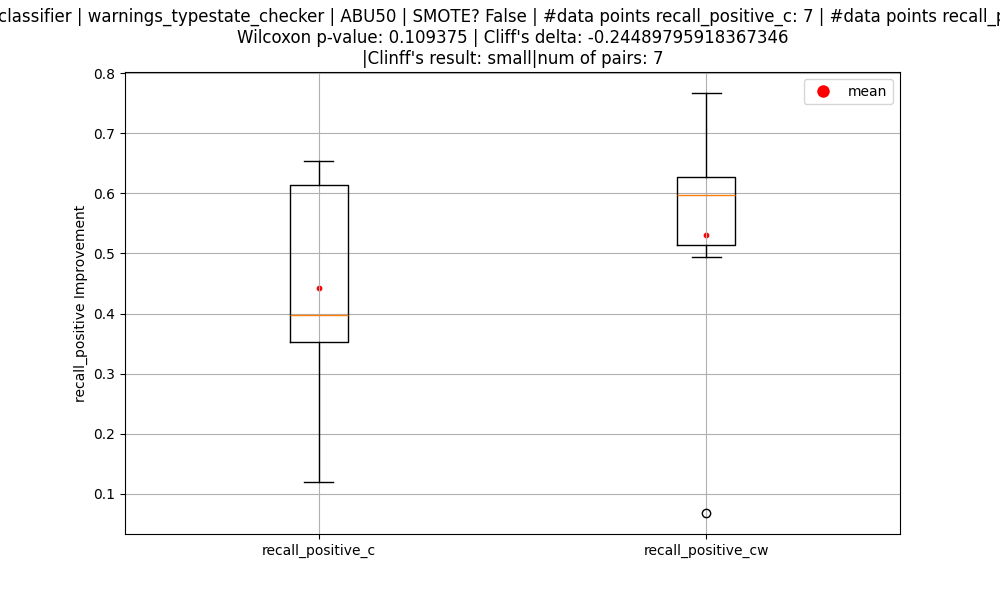 classifier | warnings_typestate_checker | ABU50 | SMOTE? False | #data points recall_positive_c: 7 | #data points
Wilcoxon p-value: 0.109375 | Cliff's delta: -0.24489795918367346
|Clinff's result: small|num of pairs: 7
mean
0.8
0.7
0.6
0.5
0.4
0.3
0.2
0.1
recall_positive Improvement
recall_positive_c
recall_positive_cw